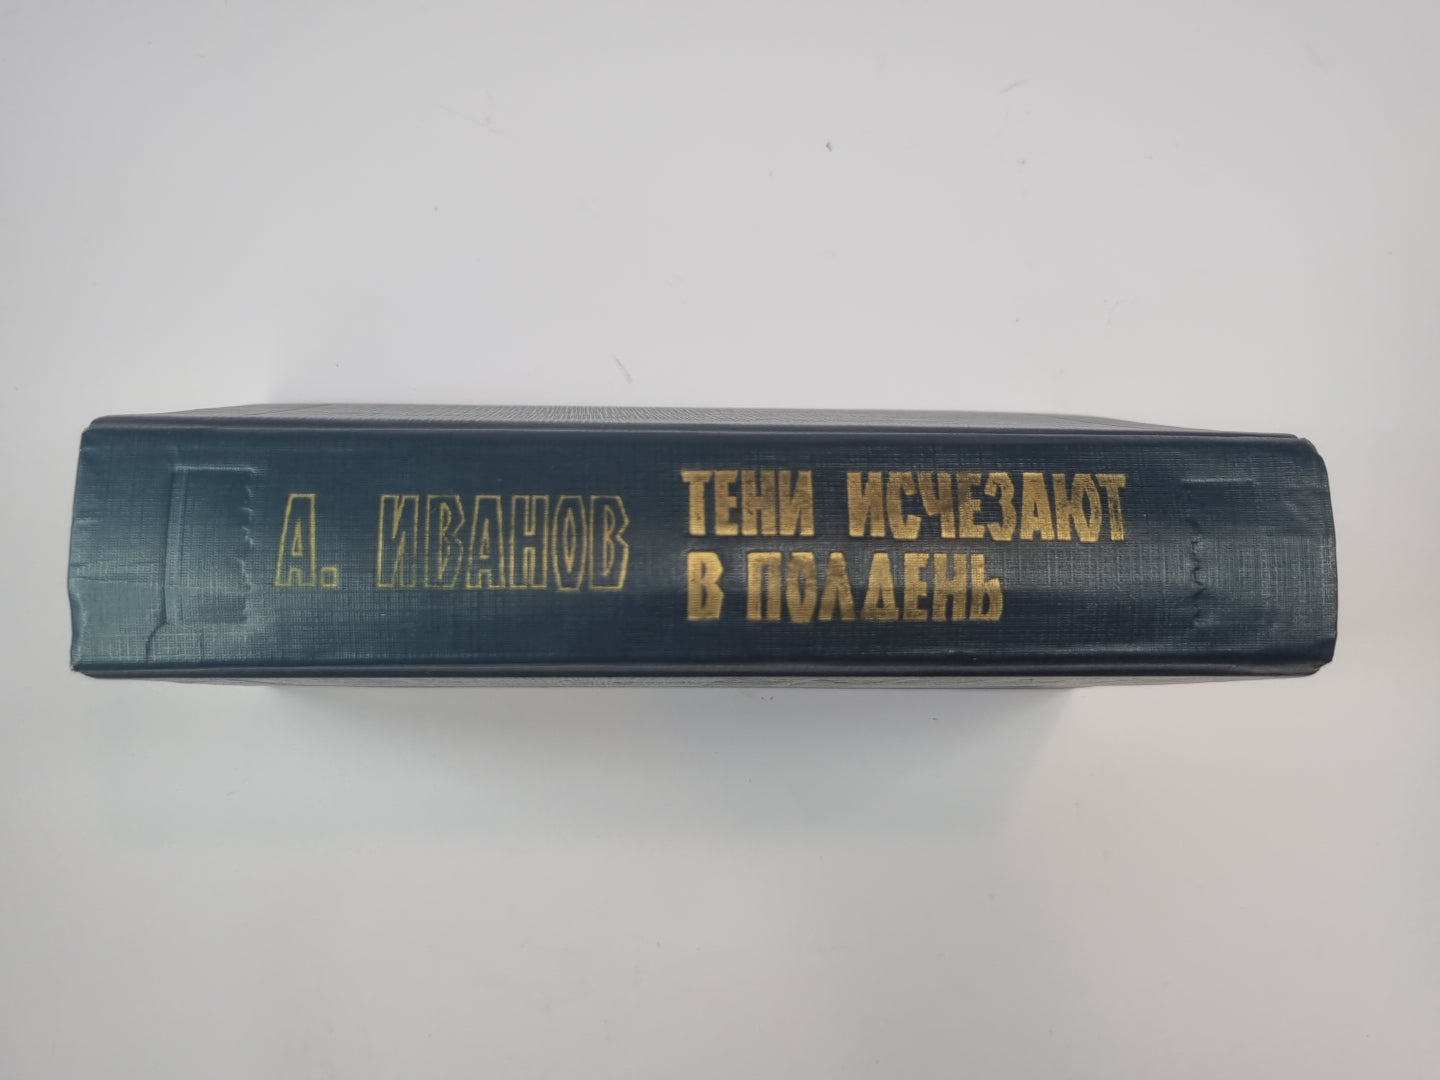 А. ИВАНОВ
ТЕНИ ИСЧЕЗАЮТ
В ПОЛДЕНЬ